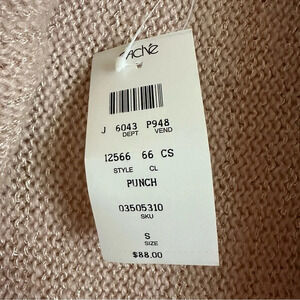 CACHE
J 6043 P948
DEPT VEND
12566 66 CS
STYLE CL
PUNCH
03505310
SKU
S
SIZE
$88.00